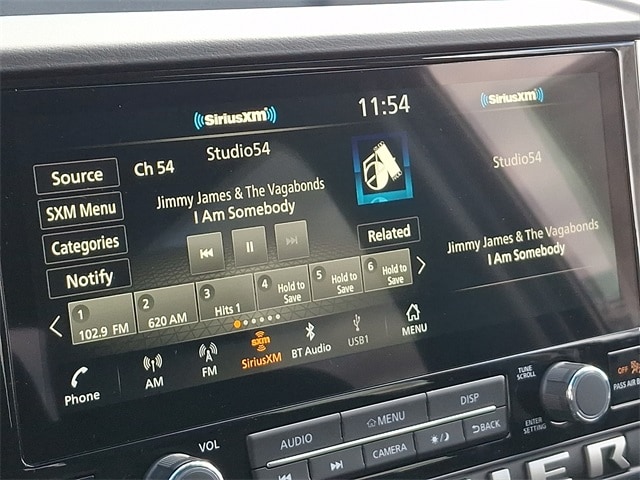 SiriusXM
11:54
SiriusXM
Source
Ch 54
Studio54
Studio54
SXM Menu
Jimmy James & The Vagabonds
I Am Somebody
Jimmy James & The Vagabonds
I Am Somebody
Categories
Related
Notify
1 102.9 FM
2 620 AM
3 Hits 1
4 Hold to Save
5 Hold to Save
6 Hold to Save
Phone
AM
FM
SXM
SiriusXM
BT Audio
USB1
MENU
VOL
AUDIO
MENU
DISP
CAMERA
BACK
TUNE
SCROLL
ENTER
SETTING
OFF
PASS AIR B
NER